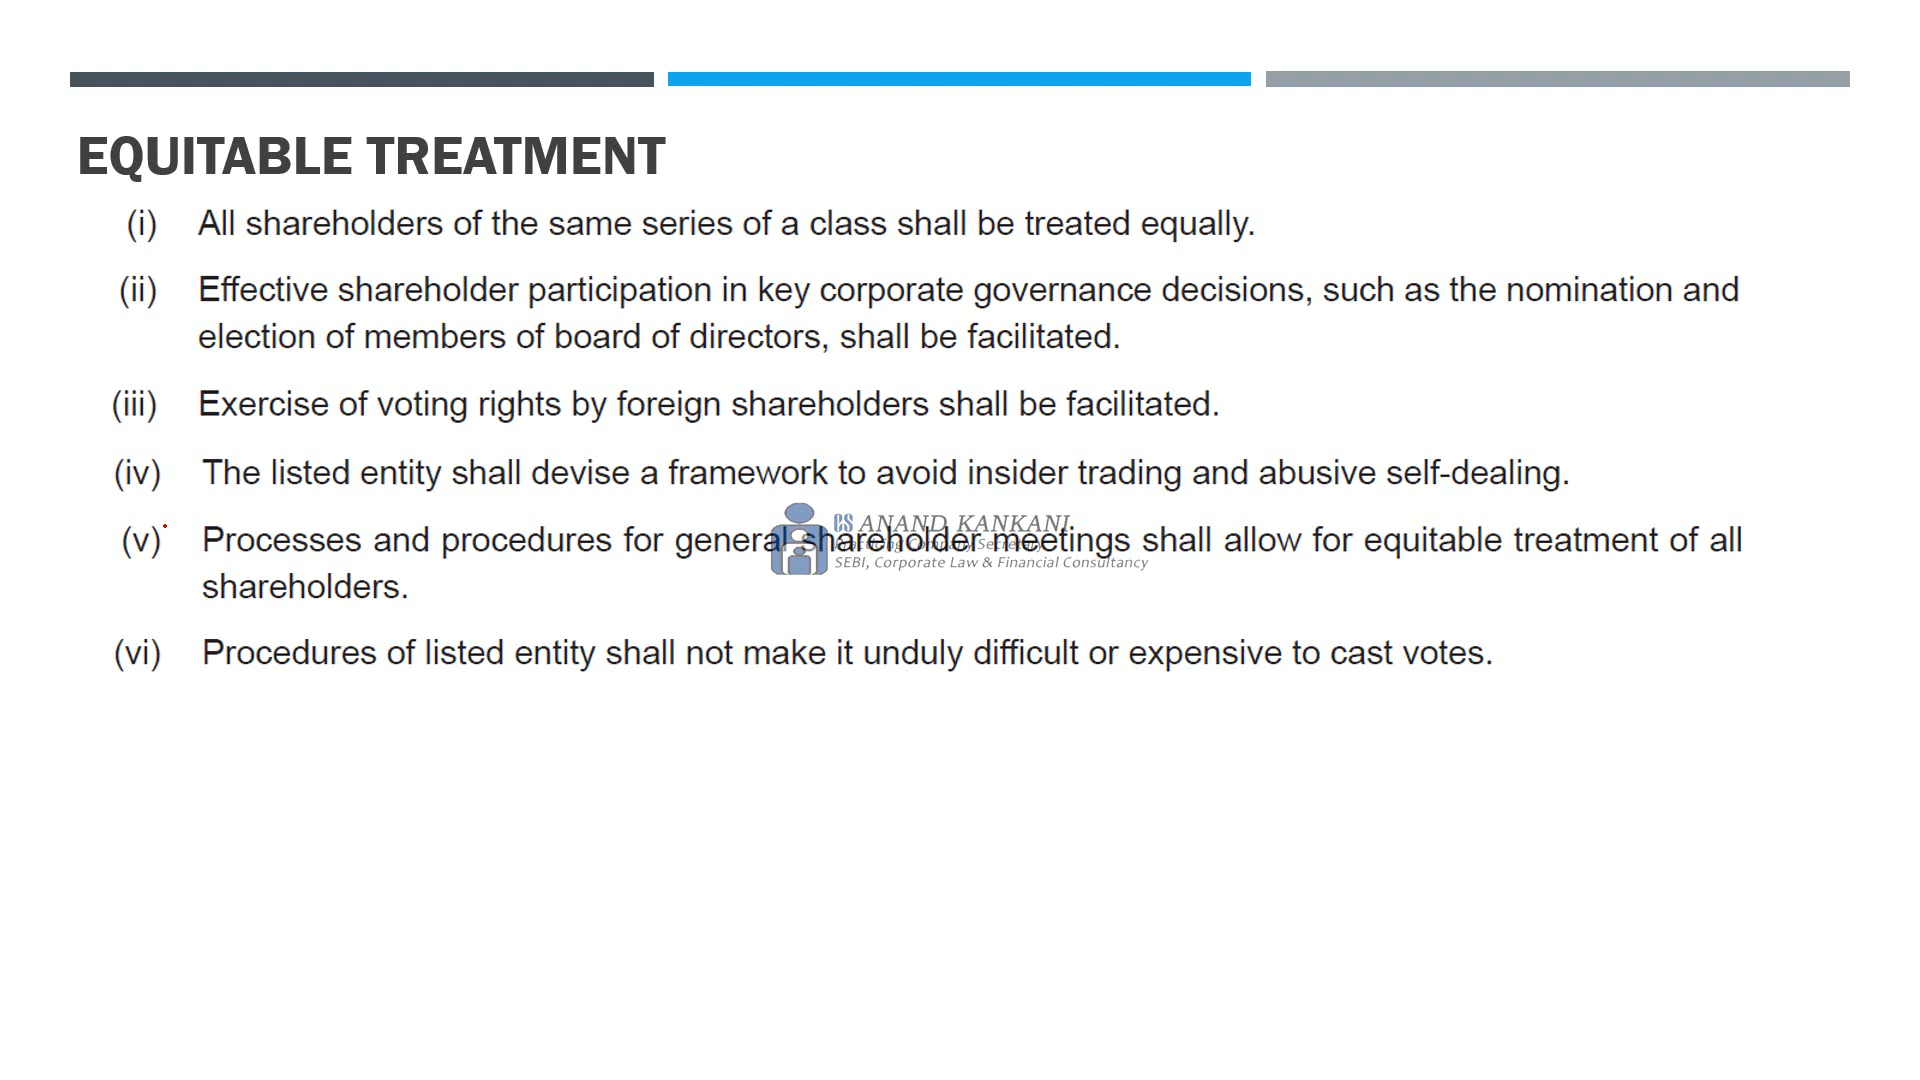 EQUITABLE TREATMENT
(i) All shareholders of the same series of a class shall be treated equally.
(ii) Effective shareholder participation in key corporate governance decisions, such as the nomination and
election of members of board of directors, shall be facilitated.
(iii) Exercise of voting rights by foreign shareholders shall be facilitated.
(iv) The listed entity shall devise a framework to avoid insider trading and abusive self-dealing.
CS ANAND KANKANI
(v) Processes and procedures for general shareholder meetings shall allow for equitable treatment of all
Practicing Company Secretary
SEBI, Corporate Law & Financial Consultancy
shareholders.
(vi) Procedures of listed entity shall not make it unduly difficult or expensive to cast votes.